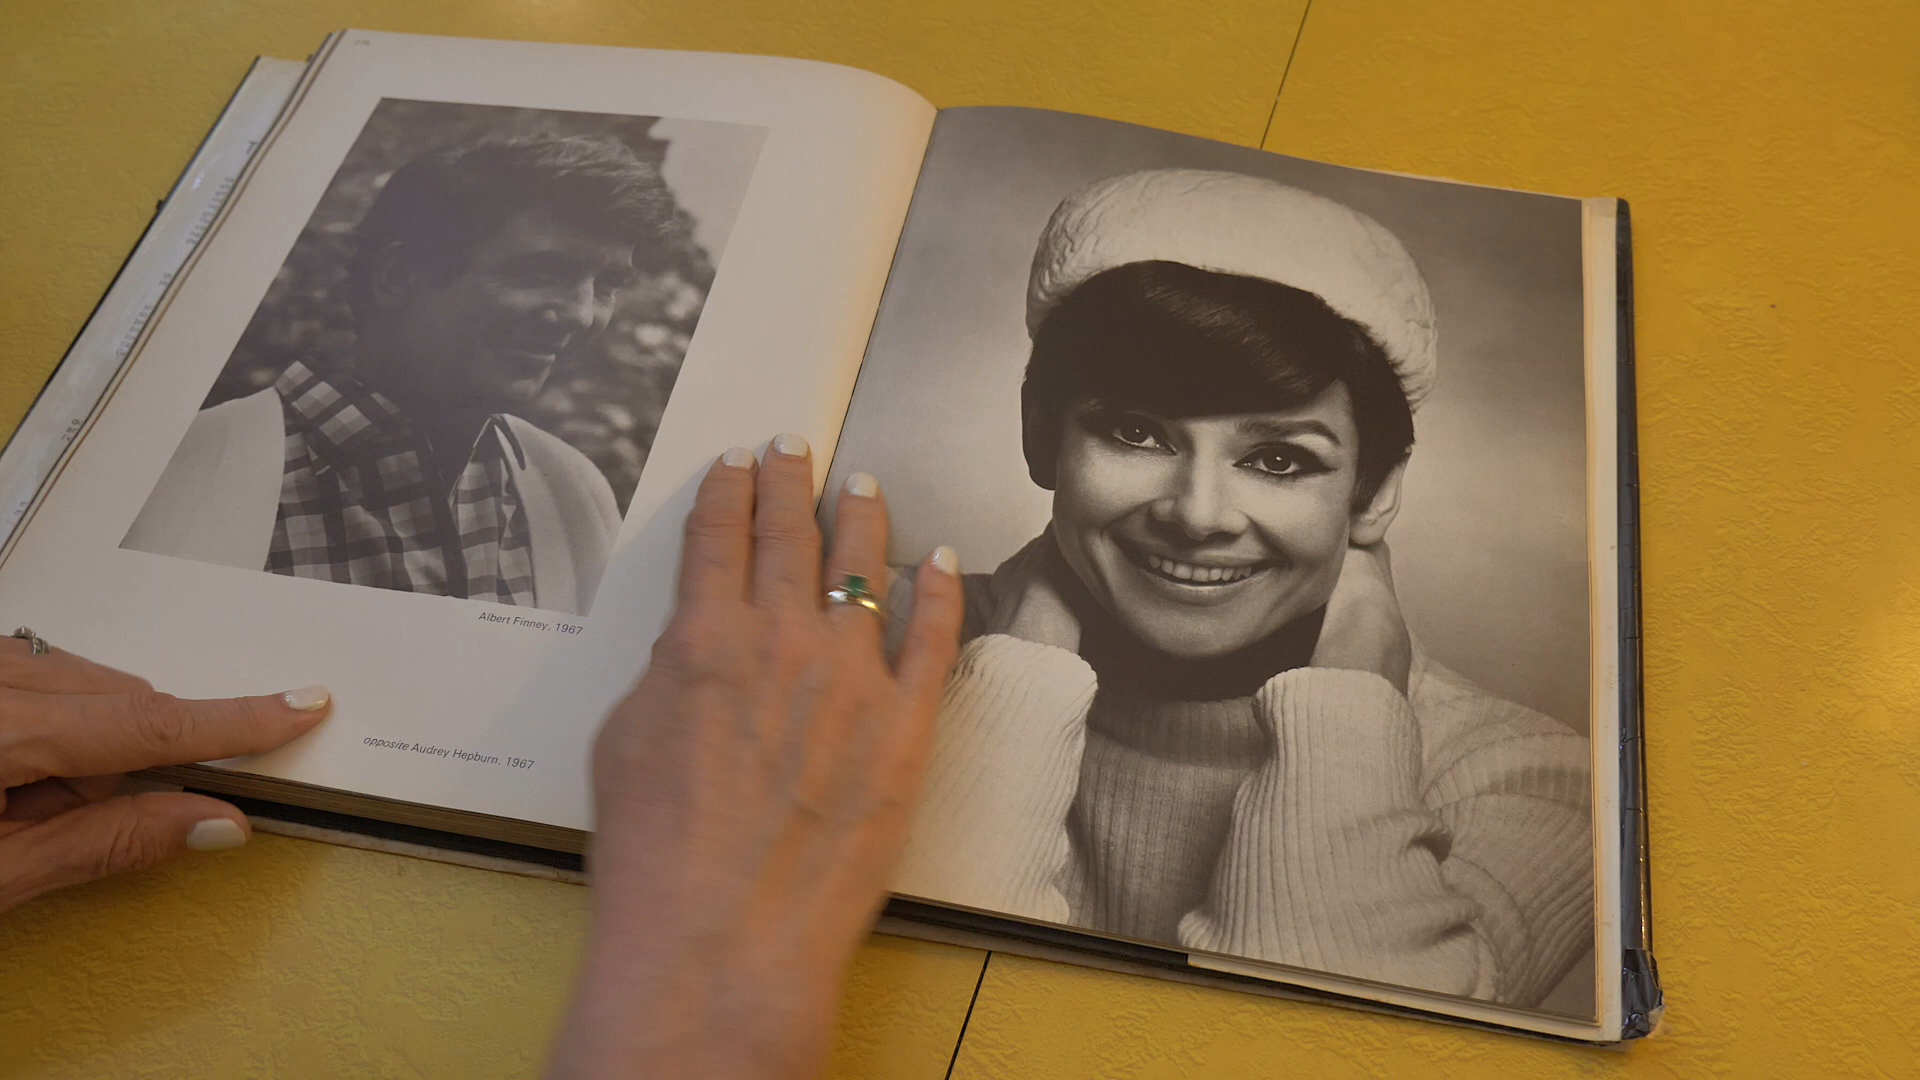 Albert Finney, 1967
opposite Audrey Hepburn, 1967